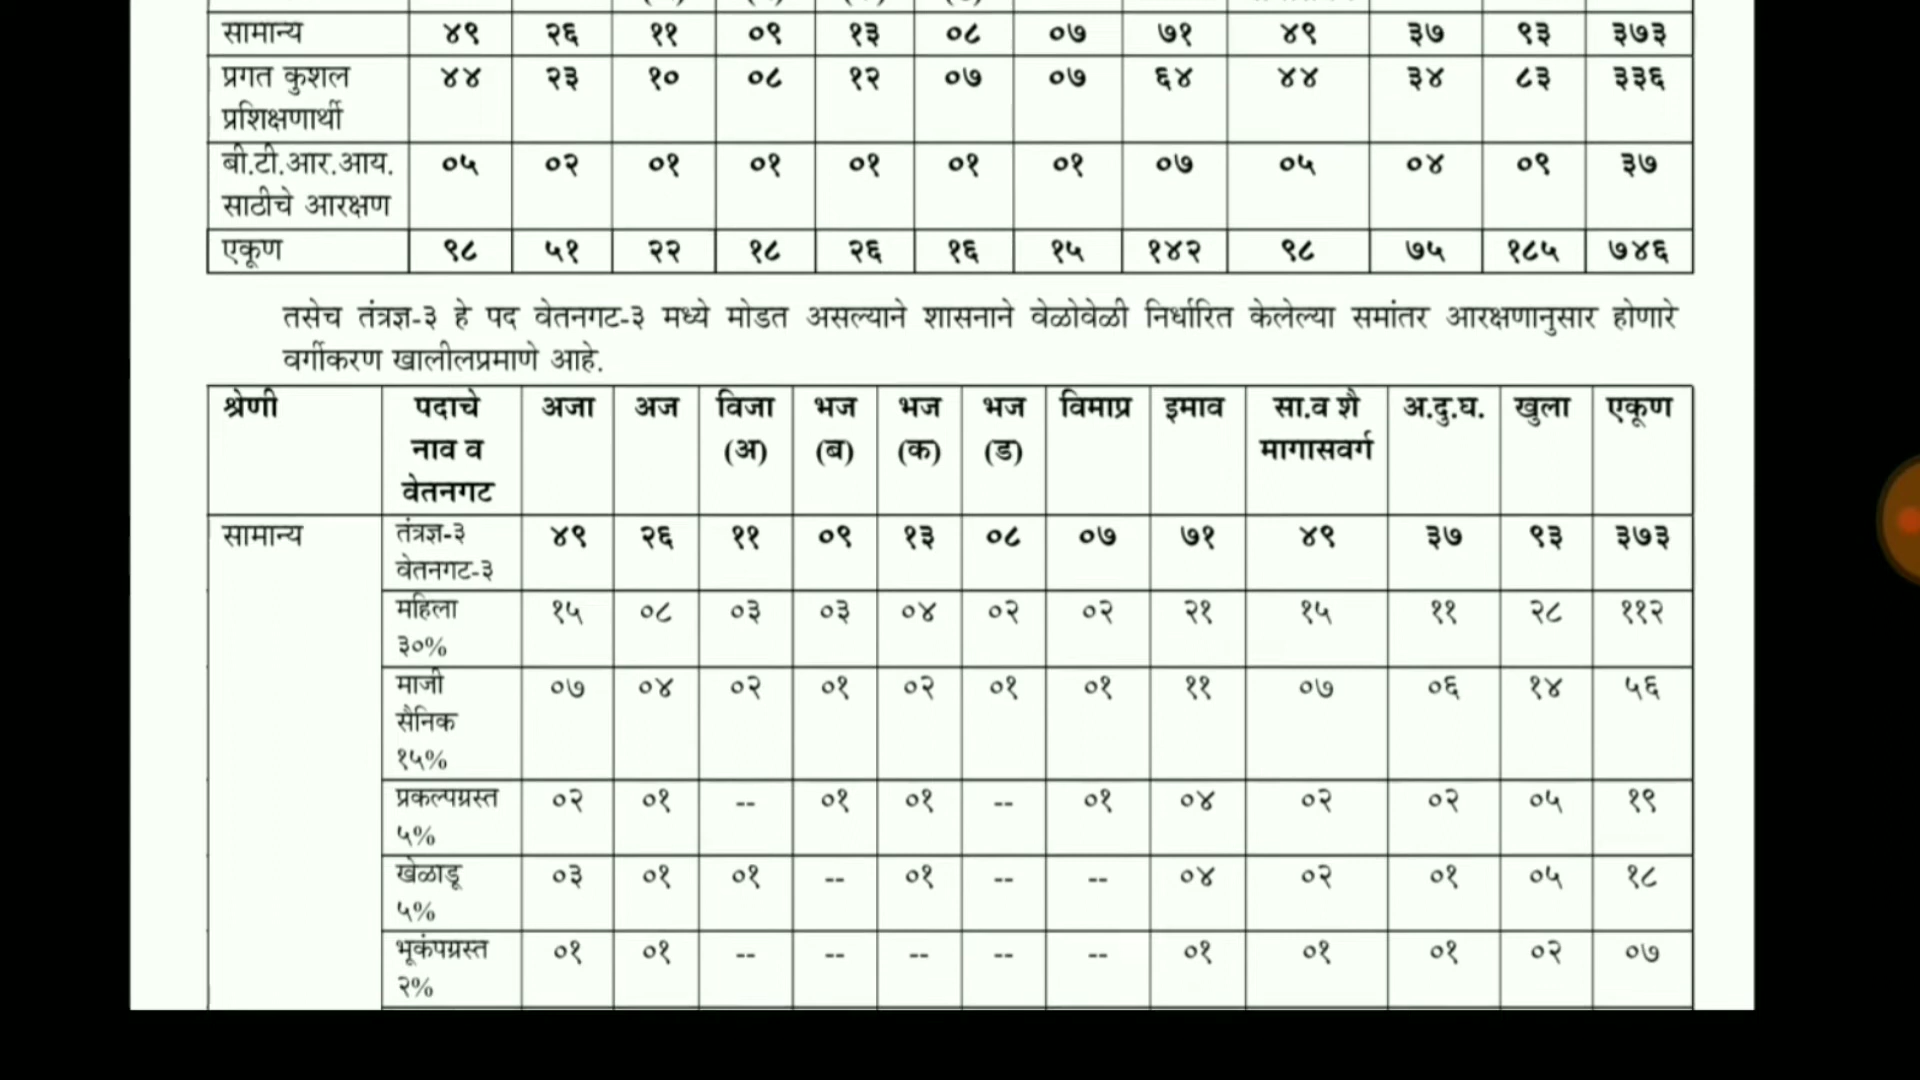 सामान्य ४९ २६ ११ ०९ १३ ०८ ०७ ७१ ४९ ३७ ९३ ३७३
प्रगत कुशल ४४ २३ १० ०८ १२ ०७ ०७ ६४ ४४ ३४ ८३ ३३६
प्रशिक्षणार्थी
बी.टी.आर.आय. ०५ ०२ ०१ ०१ ०१ ०१ ०१ ०७ ०५ ०४ ०९ ३७
साठीचे आरक्षण
एकूण ९८ ५१ २२ १८ २६ १६ १५ १४२ ९८ ७५ १८५ ७४६
तसेच तंत्रज्ञ-३ हे पद वेतनगट-३ मध्ये मोडत असल्याने शासनाने वेळोवेळी निर्धारित केलेल्या समांतर आरक्षणानुसार होणारे
वर्गीकरण खालीलप्रमाणे आहे.
श्रेणी पदाचे अजा अज विजा भज भज भज विमाप्र इमाव सा.व शै अ.दु.घ. खुला एकूण
नाव व (अ) (ब) (क) (ड) मागासवर्ग
वेतनगट
सामान्य तंत्रज्ञ-३ ४९ २६ ११ ०९ १३ ०८ ०७ ७१ ४९ ३७ ९३ ३७३
वेतनगट-३
महिला १५ ०८ ०३ ०३ ०४ ०२ ०२ २१ १५ ११ २८ ११२
३०%
माजी ०७ ०४ ०२ ०१ ०२ ०१ ०१ ११ ०७ ०६ १४ ५६
सैनिक
१५%
प्रकल्पग्रस्त ०२ ०१ -- ०१ ०१ -- ०१ ०४ ०२ ०२ ०५ १९
५%
खेळाडू ०३ ०१ ०१ -- ०१ -- -- ०४ ०२ ०१ ०५ १८
५%
भूकंपग्रस्त ०१ ०१ -- -- -- -- -- ०१ ०१ ०१ ०२ ०७
२%